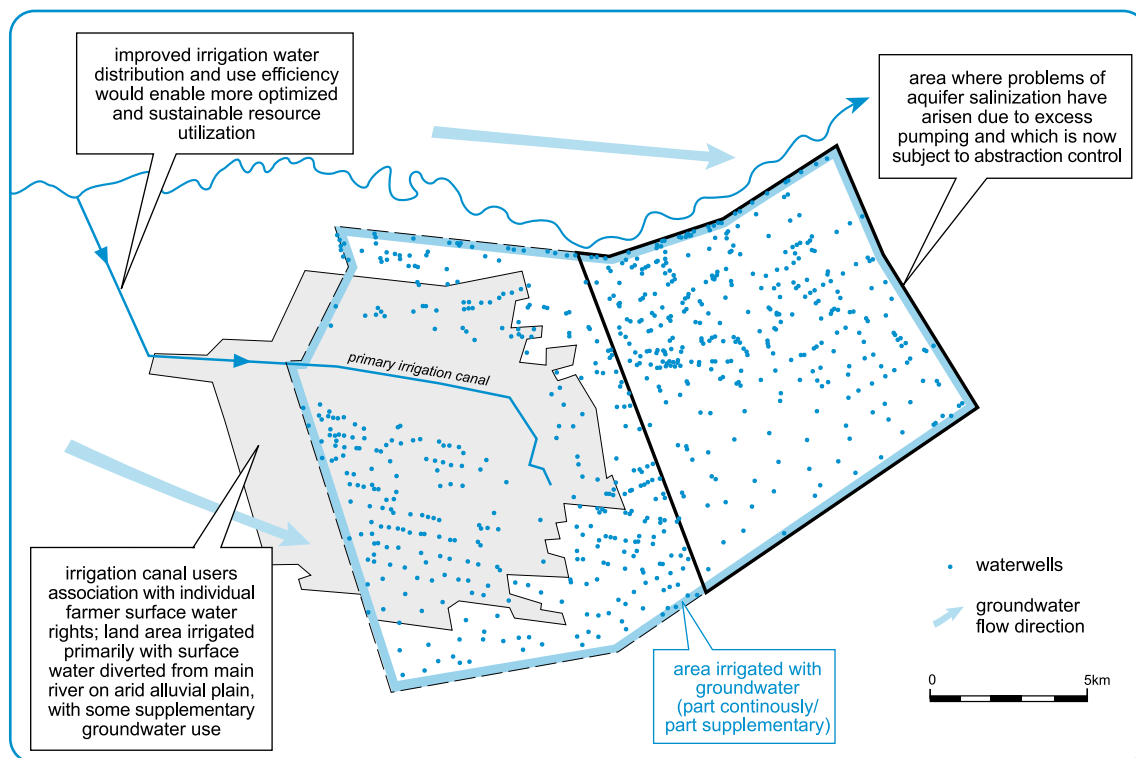 improved irrigation water
distribution and use efficiency
would enable more optimized
and sustainable resource
utilization
area where problems of
aquifer salinization have
arisen due to excess
pumping and which is now
subject to abstraction control
primary irrigation canal
irrigation canal users
association with individual
farmer surface water
rights; land area irrigated
primarily with surface
water diverted from main
river on arid alluvial plain,
with some supplementary
groundwater use
area irrigated with
groundwater
(part continously/
part supplementary)
waterwells
groundwater
flow direction
0 5km